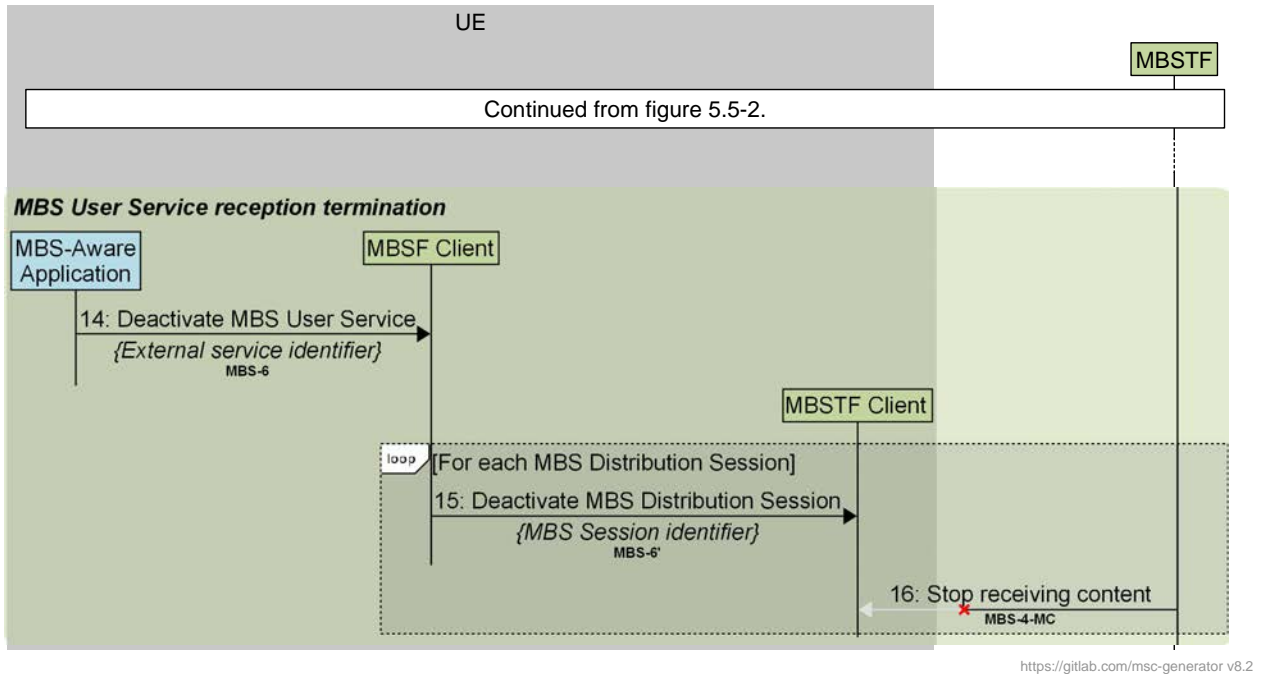 UE
MBSTF
Continued from figure 5.5-2.
MBS User Service reception termination
MBS-Aware
Application
MBSF Client
14: Deactivate MBS User Service
{External service identifier}
MBS-6
MBSTF Client
loop
[For each MBS Distribution Session]
15: Deactivate MBS Distribution Session
{MBS Session identifier}
MBS-6'
16: Stop receiving content
MBS-4-MC
https://gitlab.com/msc-generator v8.2